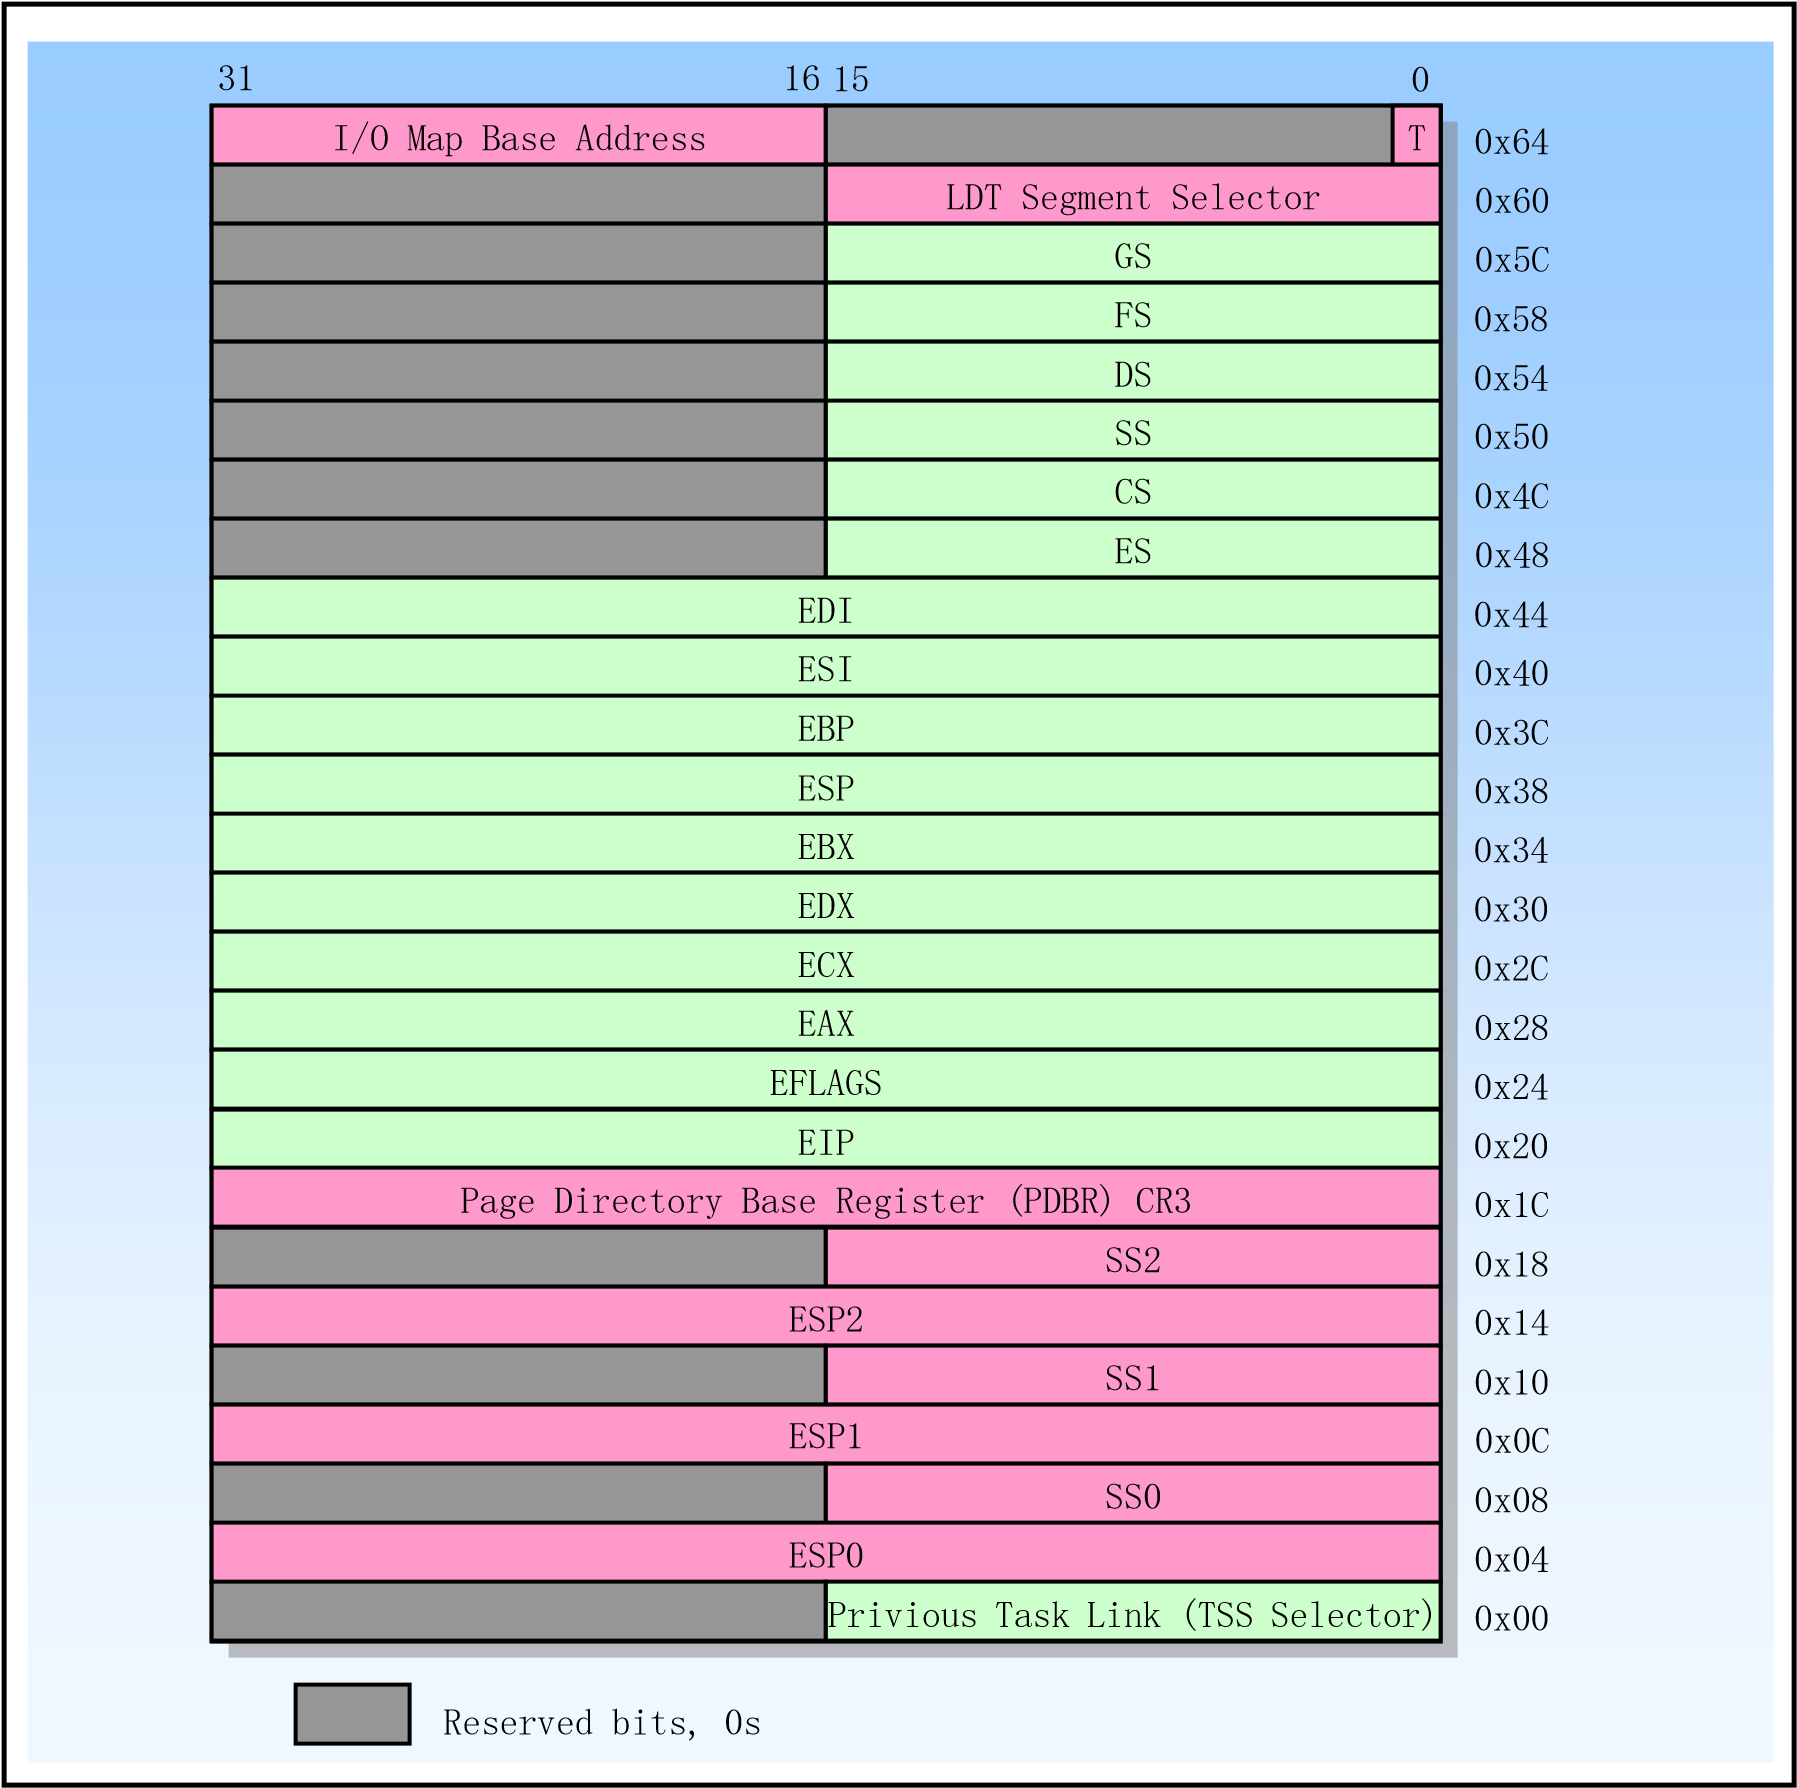 31 16 15 0
I/O Map Base Address T 0x64
LDT Segment Selector 0x60
GS 0x5C
FS 0x58
DS 0x54
SS 0x50
CS 0x4C
ES 0x48
EDI 0x44
ESI 0x40
EBP 0x3C
ESP 0x38
EBX 0x34
EDX 0x30
ECX 0x2C
EAX 0x28
EFLAGS 0x24
EIP 0x20
Page Directory Base Register (PDBR) CR3 0x1C
SS2 0x18
ESP2 0x14
SS1 0x10
ESP1 0x0C
SS0 0x08
ESP0 0x04
Privious Task Link (TSS Selector) 0x00
Reserved bits, 0s